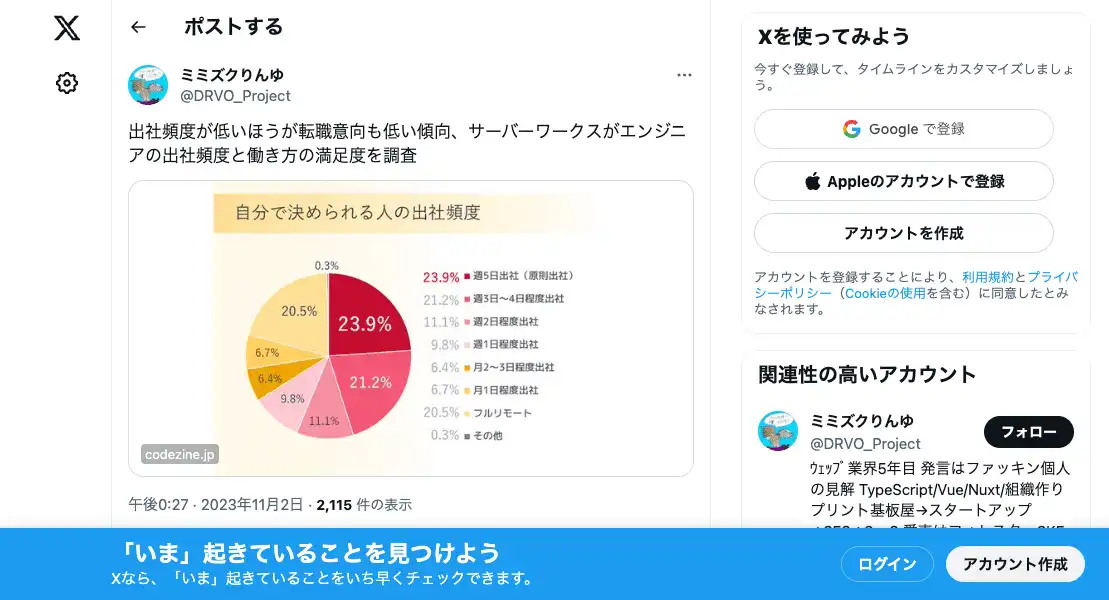 ポストする
ミミズクりんゆ
@DRVO_Project
出社頻度が低いほうが転職意向も低い傾向、サーバーワークスがエンジニ
アの出社頻度と働き方の満足度を調査
自分で決められる人の出社頻度
0.3%
20.5%
23.9%
6.7%
6.4%
21.2%
9.8%
11.1%
23.9% 週5日出社（原則出社）
21.2% 週3日〜4日程度出社
11.1% 週2日程度出社
9.8% 週1日程度出社
6.4% 月2〜3日程度出社
6.7% 月1日程度出社
20.5% フルリモート
0.3% その他
codezine.jp
午後0:27 · 2023年11月2日 · 2,115 件の表示
Xを使ってみよう
今すぐ登録して、タイムラインをカスタマイズしましょ
う。
Google で登録
Appleのアカウントで登録
アカウントを作成
アカウントを登録することにより、利用規約とプライバ
シーポリシー（Cookieの使用を含む）に同意したとみ
なされます。
関連性の高いアカウント
ミミズクりんゆ
@DRVO_Project
フォロー
ｳｪｯﾌﾟ業界5年目 発言はファッキン個人
の見解 TypeScript/Vue/Nuxt/組織作り
プリント基板屋→スタートアップ
「いま」起きていることを見つけよう
Xなら、「いま」起きていることをいち早くチェックできます。
ログイン
アカウント作成